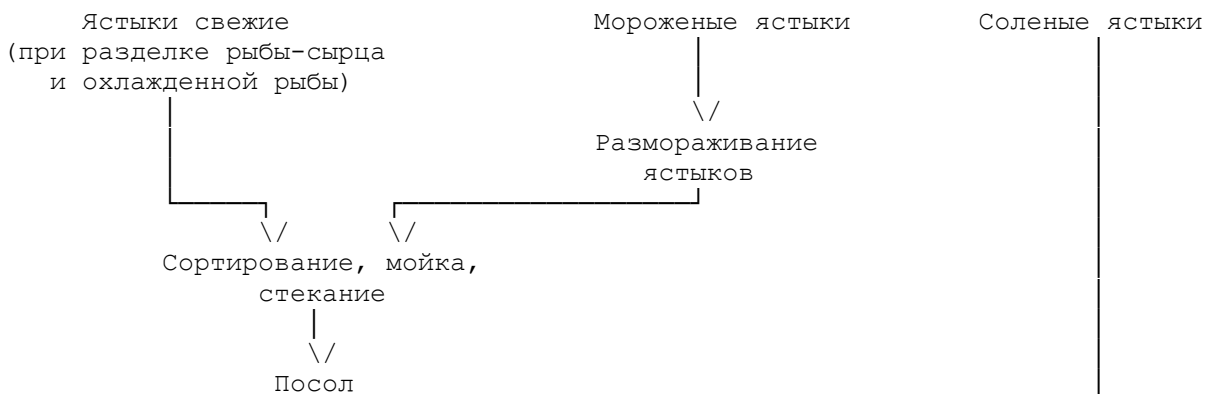 Ястыки свежие Мороженые ястыки Соленые ястыки
(при разделке рыбы-сырца
и охлажденной рыбы)
Размораживание
ястыков
Сортирование, мойка,
стекание
Посол